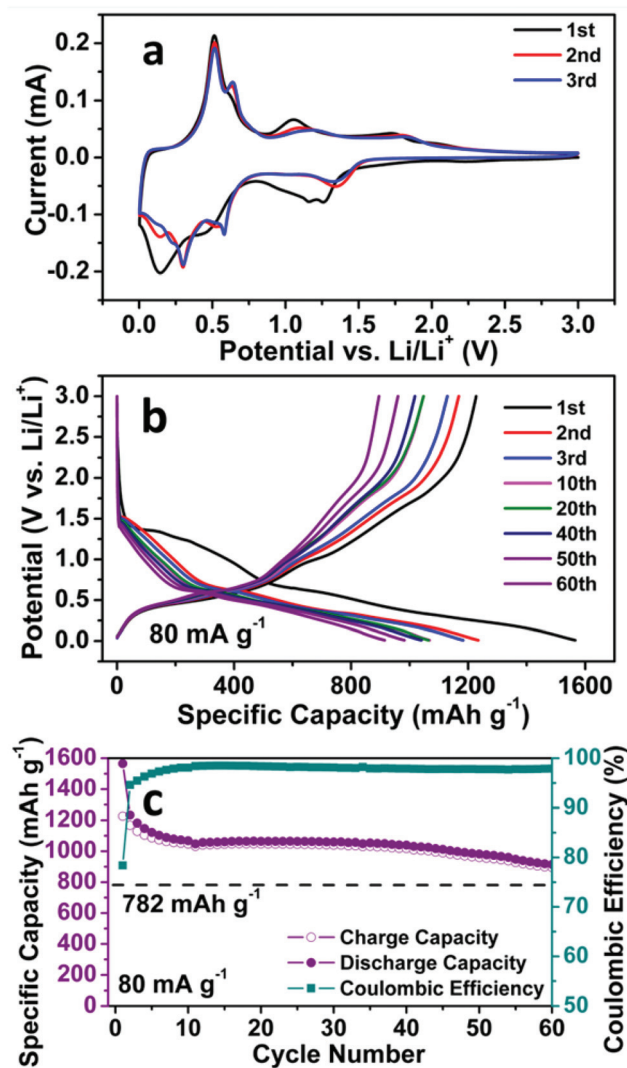 a
1st
2nd
3rd
0.2
0.1
0.0
-0.1
-0.2
Current (mA)
0.0 0.5 1.0 1.5 2.0 2.5 3.0
Potential vs. Li/Li⁺ (V)
b
1st
2nd
3rd
10th
20th
40th
50th
60th
3.0
2.5
2.0
1.5
1.0
0.5
0.0
Potential (V vs. Li/Li⁺)
80 mA g⁻¹
0 400 800 1200 1600
Specific Capacity (mAh g⁻¹)
c
1600
1400
1200
1000
800
600
400
200
0
Specific Capacity (mAh g⁻¹)
100
90
80
70
60
50
Coulombic Efficiency (%)
782 mAh g⁻¹
Charge Capacity
Discharge Capacity
Coulombic Efficiency
80 mA g⁻¹
0 10 20 30 40 50 60
Cycle Number